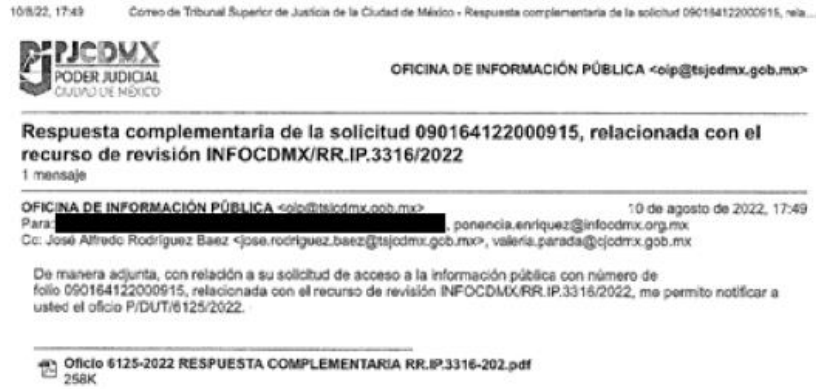 10/8/22, 17:49 Correo de Tribunal Superior de Justicia de la Ciudad de México - Respuesta complementaria de la solicitud 090164122000915, rela...
PJCDMX
PODER JUDICIAL
CIUDAD DE MÉXICO
OFICINA DE INFORMACIÓN PÚBLICA <oip@tsjcdmx.gob.mx>
Respuesta complementaria de la solicitud 090164122000915, relacionada con el
recurso de revisión INFOCDMX/RR.IP.3316/2022
1 mensaje
OFICINA DE INFORMACIÓN PÚBLICA <oip@tsjcdmx.gob.mx> 10 de agosto de 2022, 17:49
Para: , ponencia.enriquez@infocdmx.org.mx
Cc: José Alfredo Rodríguez Baez <jose.rodriguez.baez@tsjcdmx.gob.mx>, valeria.parada@cjcdmx.gob.mx
De manera adjunta, con relación a su solicitud de acceso a la información pública con número de
folio 090164122000915, relacionada con el recurso de revisión INFOCDMX/RR.IP.3316/2022, me permito notificar a
usted el oficio P/DUT/6125/2022.
Oficio 6125-2022 RESPUESTA COMPLEMENTARIA RR.IP.3316-202.pdf
258K